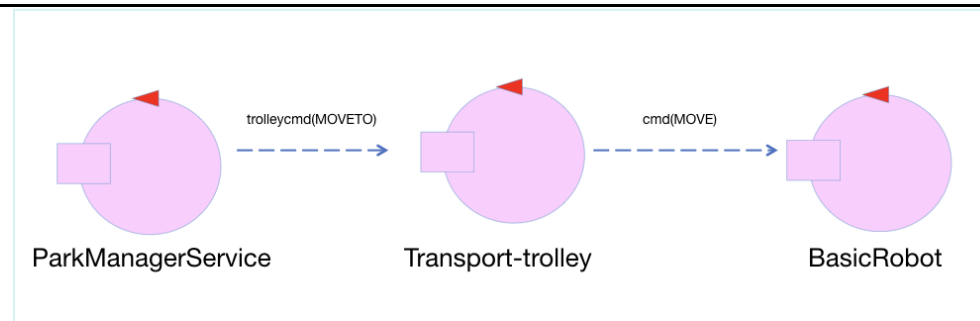 trolleycmd(MOVETO)
cmd(MOVE)
ParkManagerService
Transport-trolley
BasicRobot